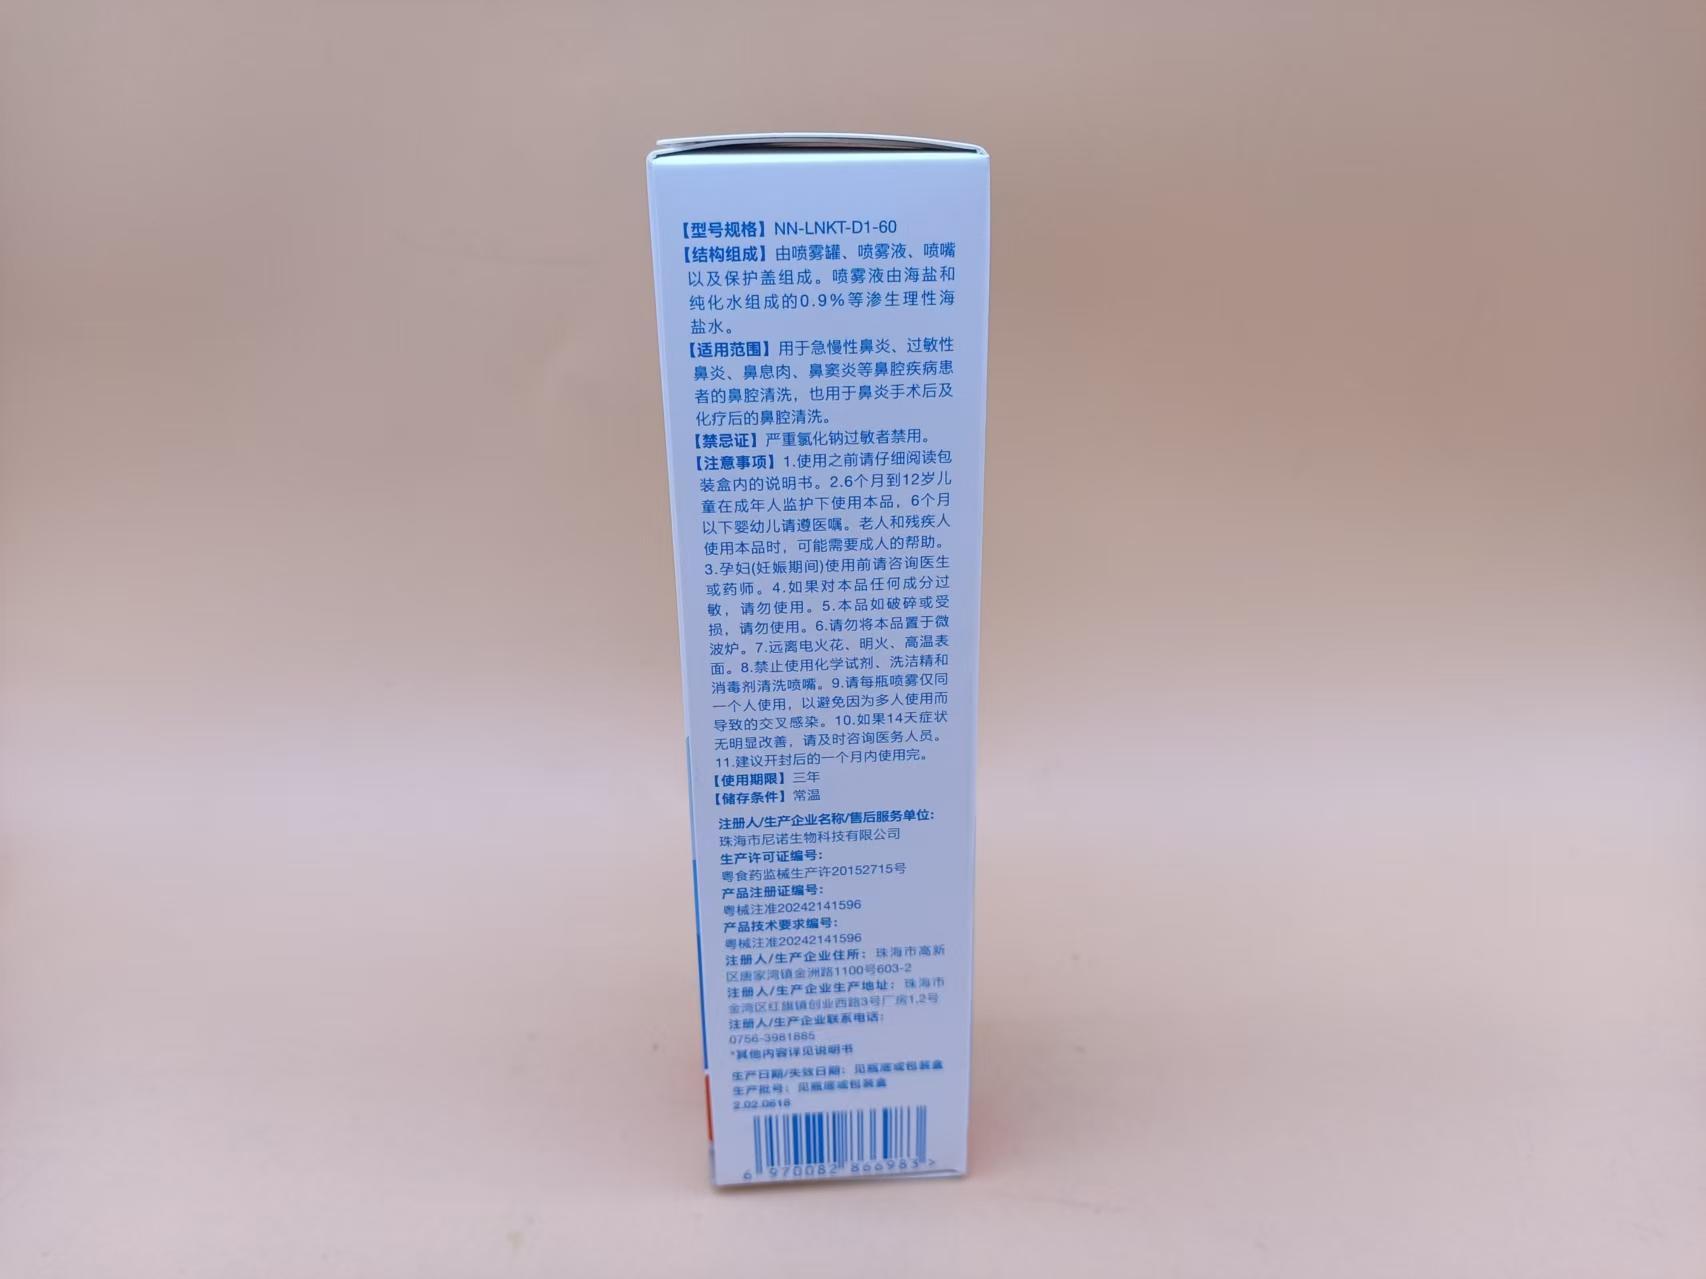 【型号规格】NN-LNKT-D1-60
【结构组成】由喷雾罐、喷雾液、喷嘴
以及保护盖组成。喷雾液由海盐和
纯化水组成的0.9%等渗生理性海
盐水。
【适用范围】用于急慢性鼻炎、过敏性
鼻炎、鼻息肉、鼻窦炎等鼻腔疾病患
者的鼻腔清洗，也用于鼻炎手术后及
化疗后的鼻腔清洗。
【禁忌证】严重氯化钠过敏者禁用。
【注意事项】1.使用之前请仔细阅读包
装盒内的说明书。2.6个月到12岁儿
童在成年人监护下使用本品，6个月
以下婴幼儿请遵医嘱。老人和残疾人
使用本品时，可能需要成人的帮助。
3.孕妇(妊娠期间)使用前请咨询医生
或药师。4.如果对本品任何成分过
敏，请勿使用。5.本品如破碎或受
损，请勿使用。6.请勿将本品置于微
波炉。7.远离电火花、明火、高温表
面。8.禁止使用化学试剂、洗洁精和
消毒剂清洗喷嘴。9.请每瓶喷雾仅同
一个人使用，以避免因为多人使用而
导致的交叉感染。10.如果14天症状
无明显改善，请及时咨询医务人员。
11.建议开封后的一个月内使用完。
【使用期限】三年
【储存条件】常温
注册人/生产企业名称/售后服务单位：
珠海市尼诺生物科技有限公司
生产许可证编号：
粤食药监械生产许20152715号
产品注册证编号：
粤械注准20242141596
产品技术要求编号：
粤械注准20242141596
注册人/生产企业住所：珠海市高新
区唐家湾镇金洲路1100号603-2
注册人/生产企业生产地址：珠海市
金湾区红旗镇创业西路3号厂房1,2号
注册人/生产企业联系电话：
0756-3981885
*其他内容详见说明书
生产日期/失效日期：见瓶底或包装盒
生产批号：见瓶底或包装盒
2.02.0618
6 970082 866983 >